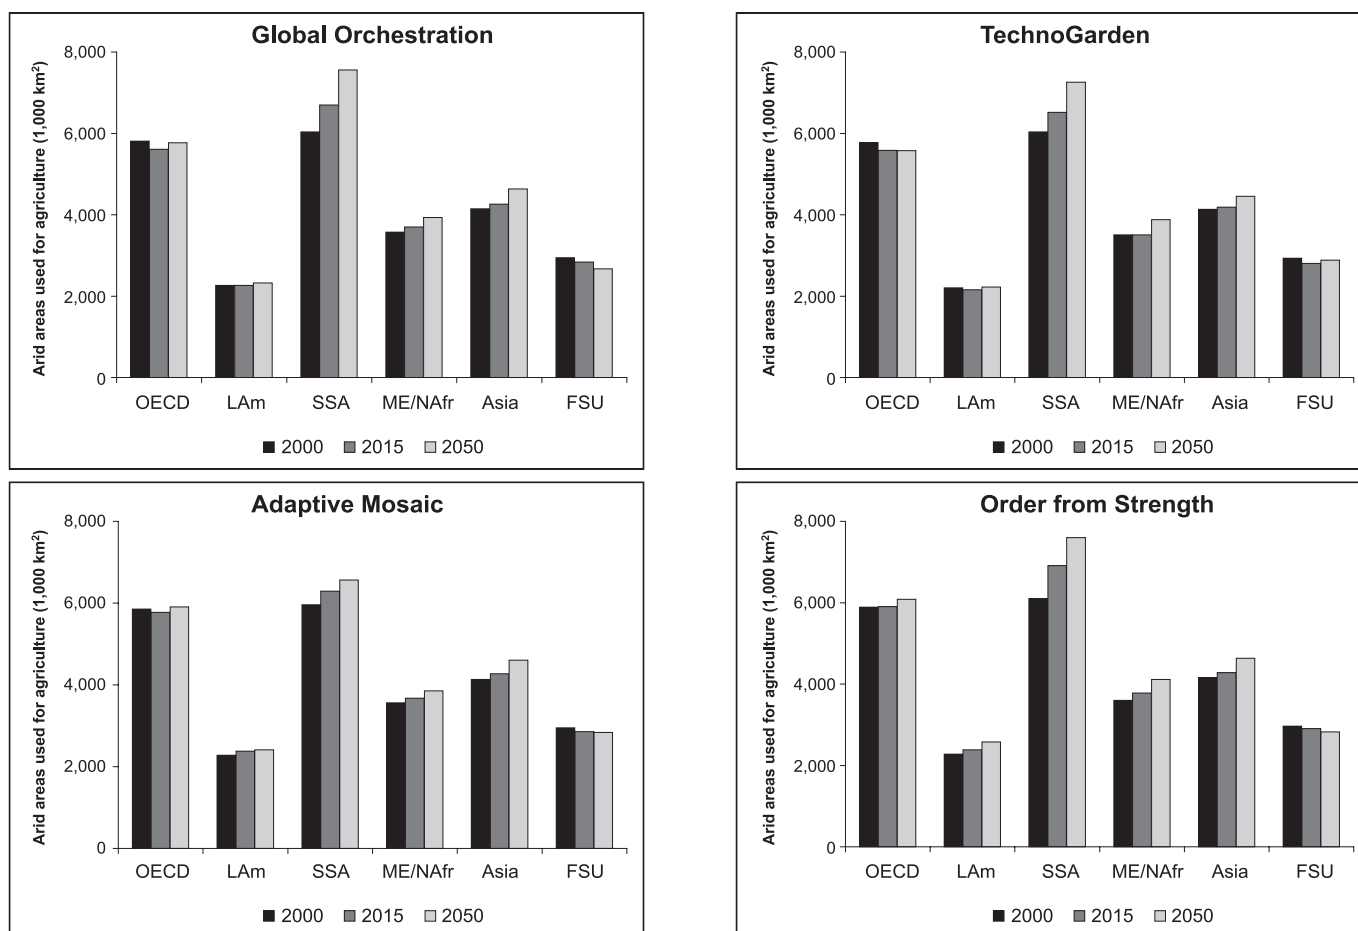 Global Orchestration
Arid areas used for agriculture (1,000 km²)
8,000
6,000
4,000
2,000
0
OECD LAm SSA ME/NAfr Asia FSU
2000 2015 2050
TechnoGarden
Arid areas used for agriculture (1,000 km²)
8,000
6,000
4,000
2,000
0
OECD LAm SSA ME/NAfr Asia FSU
2000 2015 2050
Adaptive Mosaic
Arid areas used for agriculture (1,000 km²)
8,000
6,000
4,000
2,000
0
OECD LAm SSA ME/NAfr Asia FSU
2000 2015 2050
Order from Strength
Arid areas used for agriculture (1,000 km²)
8,000
6,000
4,000
2,000
0
OECD LAm SSA ME/NAfr Asia FSU
2000 2015 2050